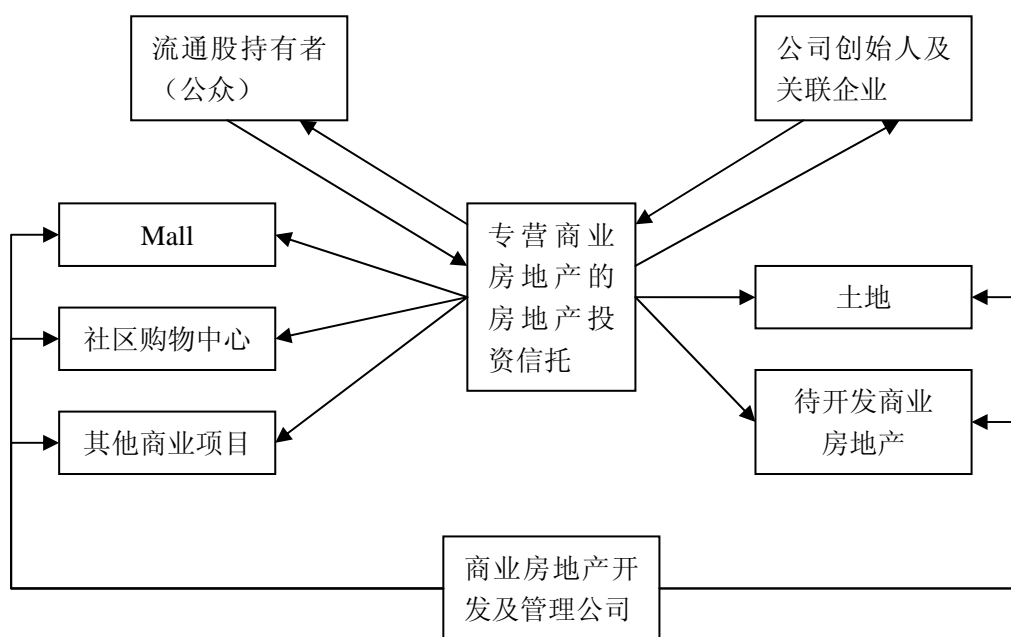 流通股持有者
（公众）
公司创始人及
关联企业
Mall
社区购物中心
其他商业项目
专营商业
房地产的
房地产投
资信托
土地
待开发商业
房地产
商业房地产开
发及管理公司